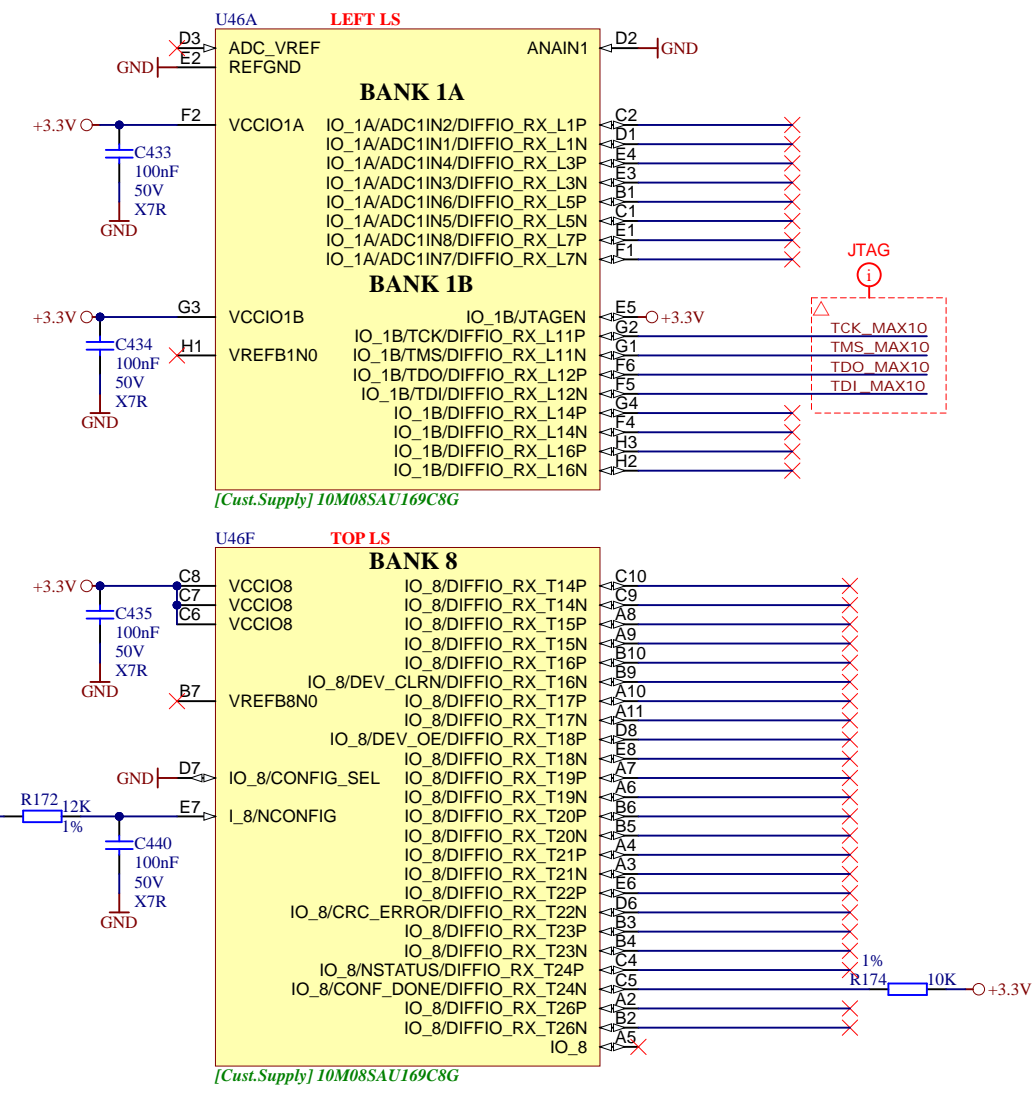 U46A LEFT LS
D3 ADC_VREF ANAIN1 D2 GND
GND E2 REFGND
BANK 1A
+3.3V F2 VCCIO1A IO_1A/ADC1IN2/DIFFIO_RX_L1P C2
IO_1A/ADC1IN1/DIFFIO_RX_L1N D1
C433 IO_1A/ADC1IN4/DIFFIO_RX_L3P E4
100nF IO_1A/ADC1IN3/DIFFIO_RX_L3N E3
50V IO_1A/ADC1IN6/DIFFIO_RX_L5P B1
X7R IO_1A/ADC1IN5/DIFFIO_RX_L5N C1
GND IO_1A/ADC1IN8/DIFFIO_RX_L7P E1
IO_1A/ADC1IN7/DIFFIO_RX_L7N F1
JTAG
i
BANK 1B
+3.3V G3 VCCIO1B IO_1B/JTAGEN E5 +3.3V
IO_1B/TCK/DIFFIO_RX_L11P G2 TCK_MAX10
C434 H1 VREFB1N0 IO_1B/TMS/DIFFIO_RX_L11N G1 TMS_MAX10
100nF IO_1B/TDO/DIFFIO_RX_L12P F6 TDO_MAX10
50V IO_1B/TDI/DIFFIO_RX_L12N F5 TDI_MAX10
X7R IO_1B/DIFFIO_RX_L14P G4
GND IO_1B/DIFFIO_RX_L14N F4
IO_1B/DIFFIO_RX_L16P H3
IO_1B/DIFFIO_RX_L16N H2
[Cust.Supply] 10M08SAU169C8G
U46F TOP LS
BANK 8
+3.3V C8 VCCIO8 IO_8/DIFFIO_RX_T14P C10
C7 VCCIO8 IO_8/DIFFIO_RX_T14N C9
C435 C6 VCCIO8 IO_8/DIFFIO_RX_T15P A8
100nF IO_8/DIFFIO_RX_T15N A9
50V IO_8/DIFFIO_RX_T16P B10
X7R IO_8/DEV_CLRN/DIFFIO_RX_T16N B9
GND B7 VREFB8N0 IO_8/DIFFIO_RX_T17P A10
IO_8/DIFFIO_RX_T17N A11
IO_8/DEV_OE/DIFFIO_RX_T18P D8
IO_8/DIFFIO_RX_T18N E8
GND D7 IO_8/CONFIG_SEL IO_8/DIFFIO_RX_T19P A7
IO_8/DIFFIO_RX_T19N A6
R172 12K 1% E7 I_8/NCONFIG IO_8/DIFFIO_RX_T20P B6
IO_8/DIFFIO_RX_T20N B5
C440 IO_8/DIFFIO_RX_T21P A4
100nF IO_8/DIFFIO_RX_T21N A3
50V IO_8/DIFFIO_RX_T22P E6
X7R IO_8/CRC_ERROR/DIFFIO_RX_T22N D6
GND IO_8/DIFFIO_RX_T23P B3
IO_8/DIFFIO_RX_T23N B4
IO_8/NSTATUS/DIFFIO_RX_T24P C4 1%
IO_8/CONF_DONE/DIFFIO_RX_T24N C5 R174 10K +3.3V
IO_8/DIFFIO_RX_T26P A2
IO_8/DIFFIO_RX_T26N B2
IO_8 A5
[Cust.Supply] 10M08SAU169C8G